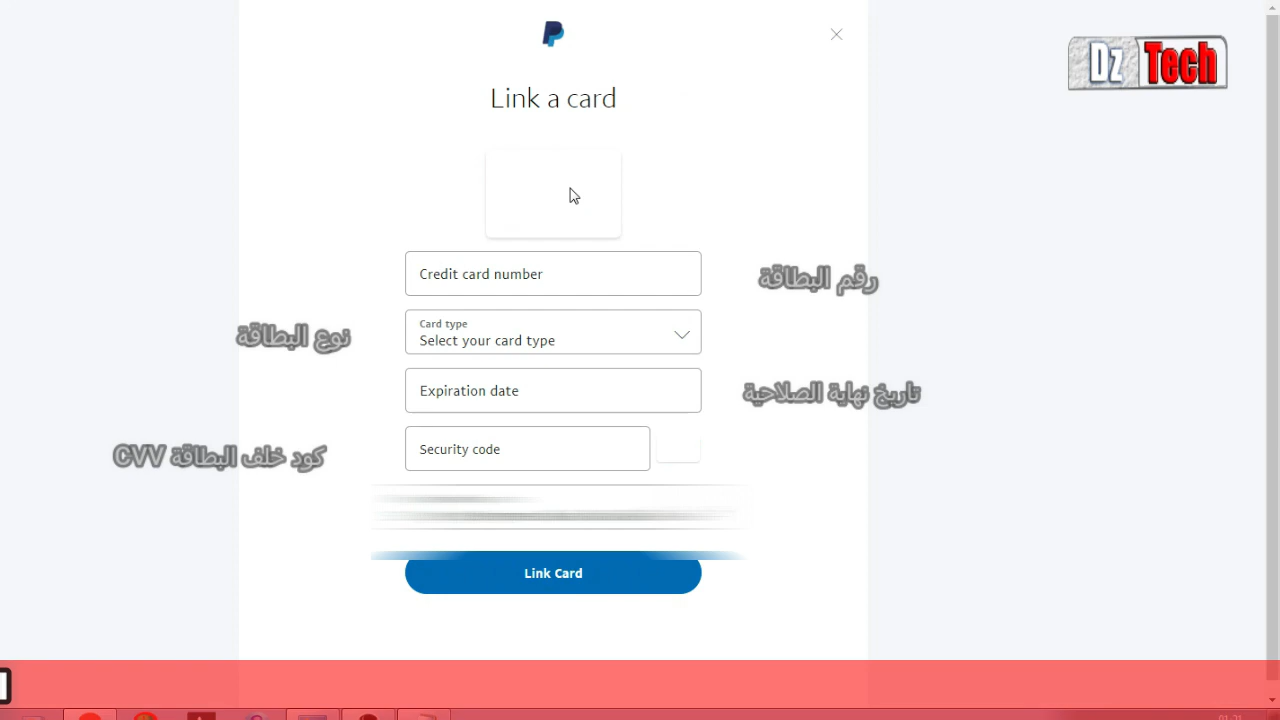 Dz Tech
Link a card
Credit card number
رقم البطاقة
Card type
Select your card type
نوع البطاقة
Expiration date
تاريخ نهاية الصلاحية
Security code
كود خلف البطاقة CVV
Link Card